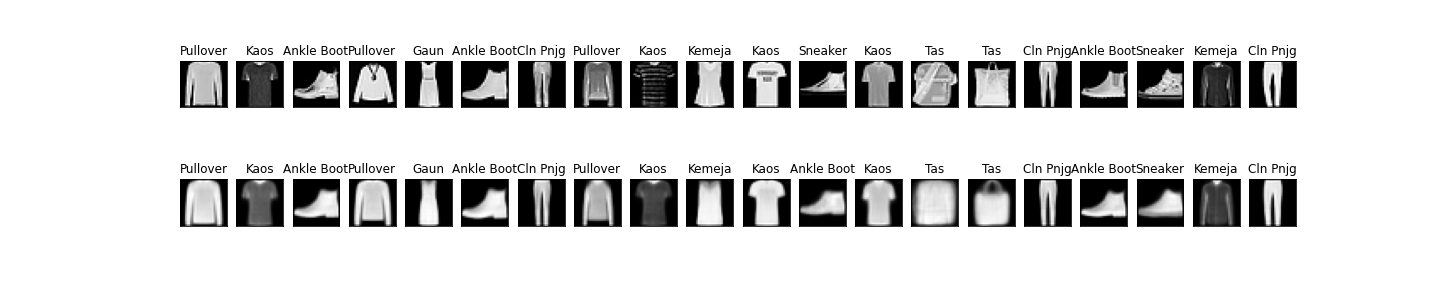 Pullover Kaos Ankle Boot Pullover Gaun Ankle Boot Cln Pnjg Pullover Kaos Kemeja Kaos Sneaker Kaos Tas Tas Cln Pnjg Ankle Boot Sneaker Kemeja Cln Pnjg
Pullover Kaos Ankle Boot Pullover Gaun Ankle Boot Cln Pnjg Pullover Kaos Kemeja Kaos Ankle Boot Kaos Tas Tas Cln Pnjg Ankle Boot Sneaker Kemeja Cln Pnjg